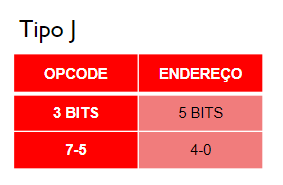 Tipo J
OPCODE ENDEREÇO
3 BITS 5 BITS
7-5 4-0